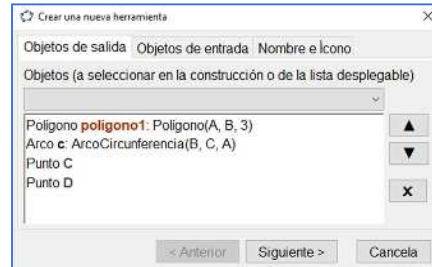 Crear una nueva herramienta
Objetos de salida Objetos de entrada Nombre e Ícono
Objetos (a seleccionar en la construcción o de la lista desplegable)
Polígono polígono1: Polígono(A, B, 3)
Arco c: ArcoCircunferencia(B, C, A)
Punto C
Punto D
< Anterior Siguiente > Cancela